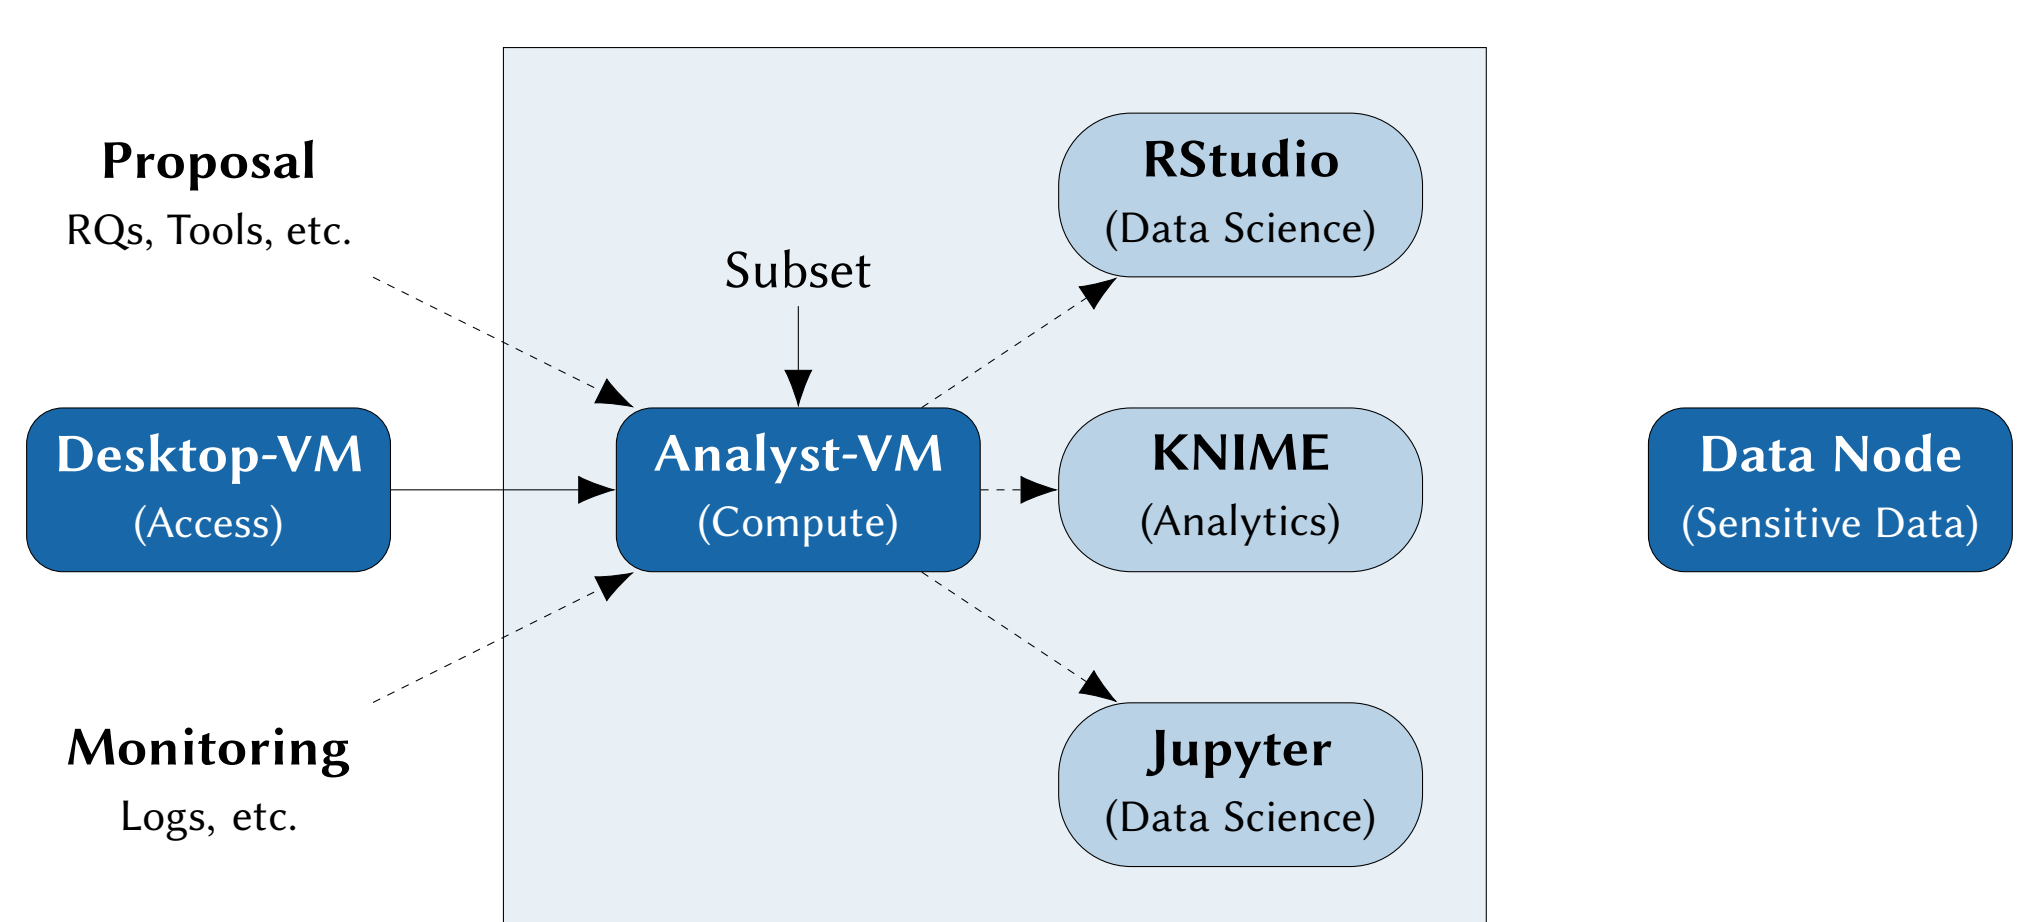 Proposal
RQs, Tools, etc.
Desktop-VM
(Access)
Monitoring
Logs, etc.
Subset
Analyst-VM
(Compute)
RStudio
(Data Science)
KNIME
(Analytics)
Jupyter
(Data Science)
Data Node
(Sensitive Data)